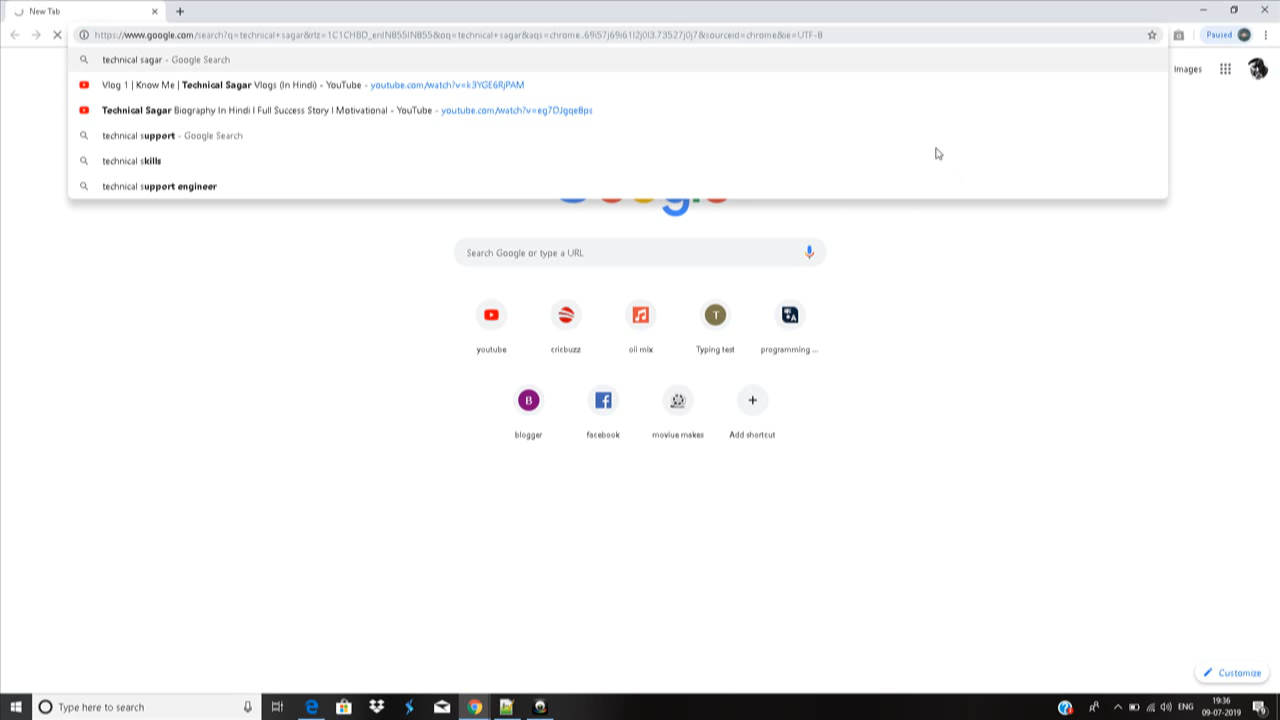 New Tab
https://www.google.com/search?q=technical+sagar&rlz=1C1CHBD_enIN855IN855&oq=technical+sagar&aqs=chrome..69i57j69i61l2j0l3.73527j0j7&sourceid=chrome&ie=UTF-8
Paused
technical sagar - Google Search
Images
Vlog 1 | Know Me | Technical Sagar Vlogs (In Hindi) - YouTube - youtube.com/watch?v=k3YGE6RjPAM
Technical Sagar Biography In Hindi | Full Success Story | Motivational - YouTube - youtube.com/watch?v=eg7DJgqeBps
technical support - Google Search
technical skills
technical support engineer
Search Google or type a URL
T
youtube
cricbuzz
oii mix
Typing test
programming ...
B
blogger
facebook
moviue makes
Add shortcut
Customize
Type here to search
ENG
19:36
09-07-2019